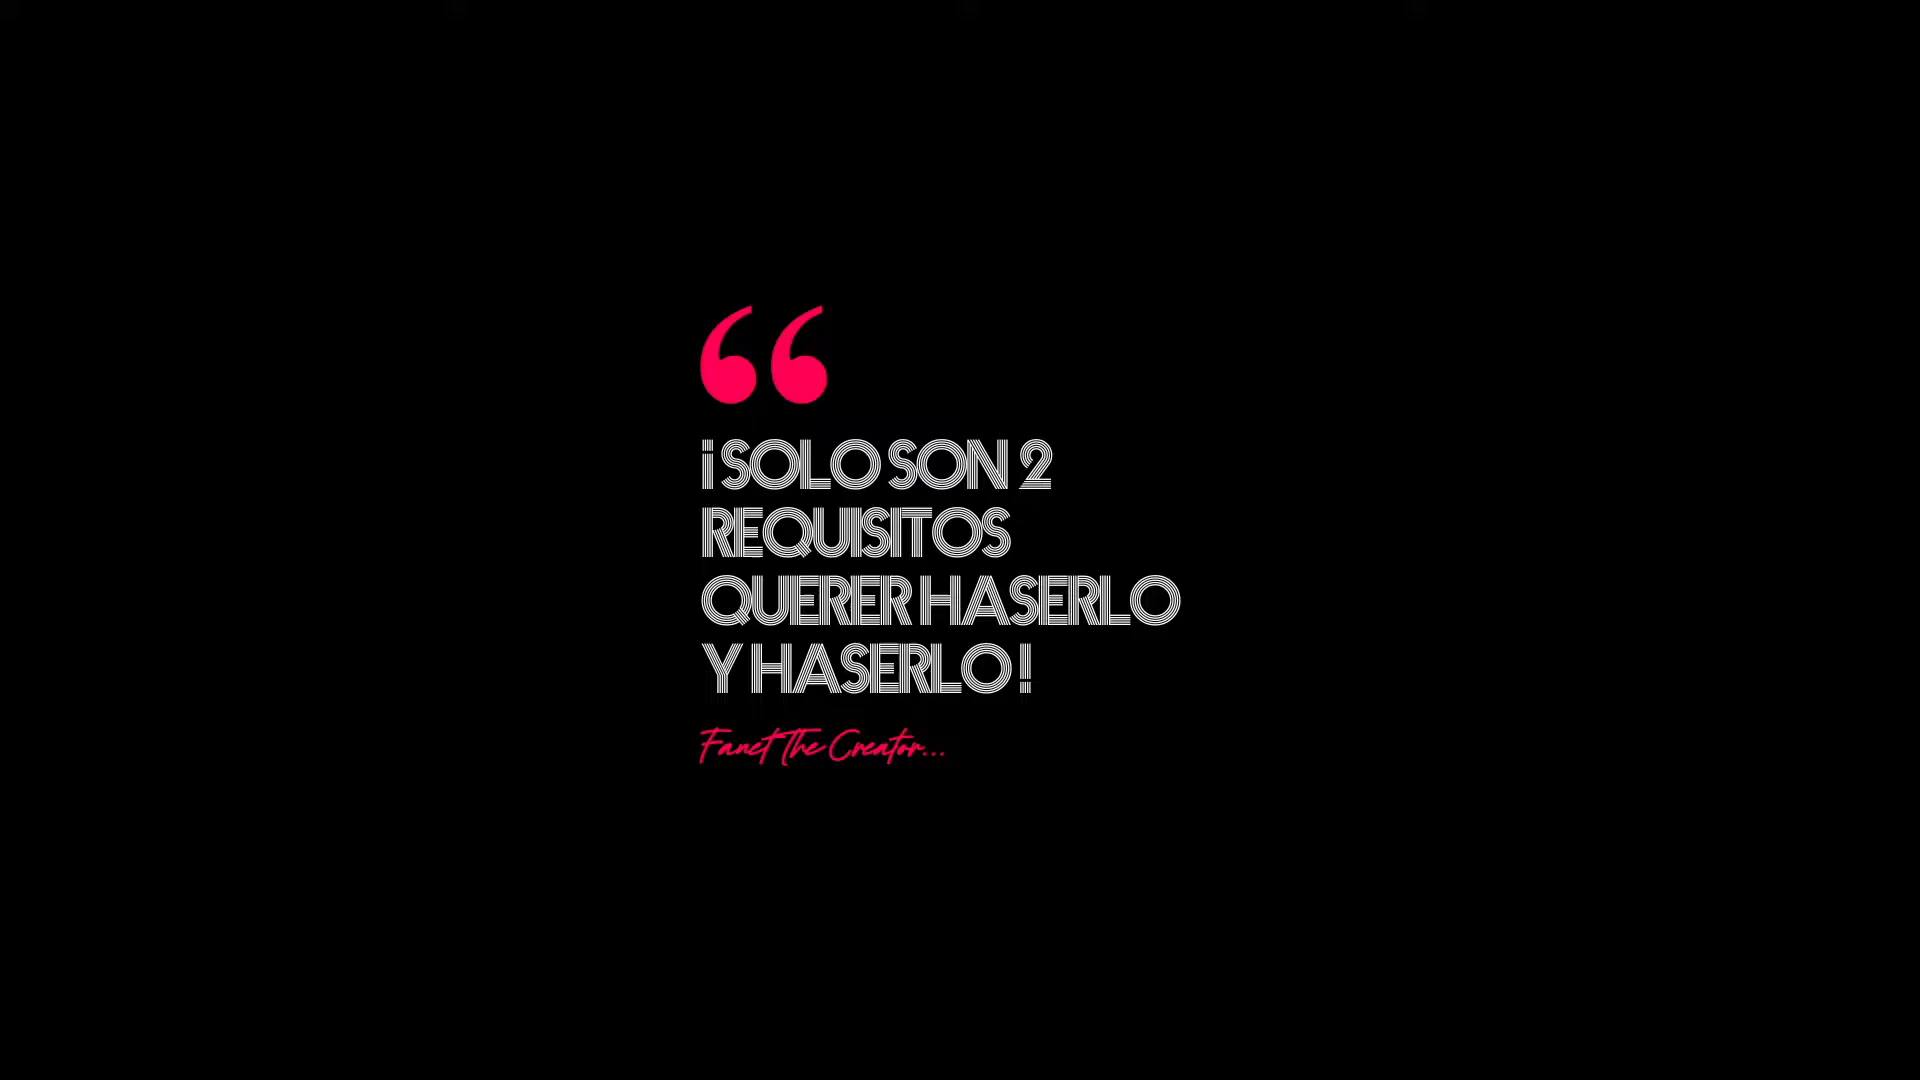 “
¡SOLO SON 2
REQUISITOS
QUERER HASERLO
Y HASERLO!
Fanet The Creator...